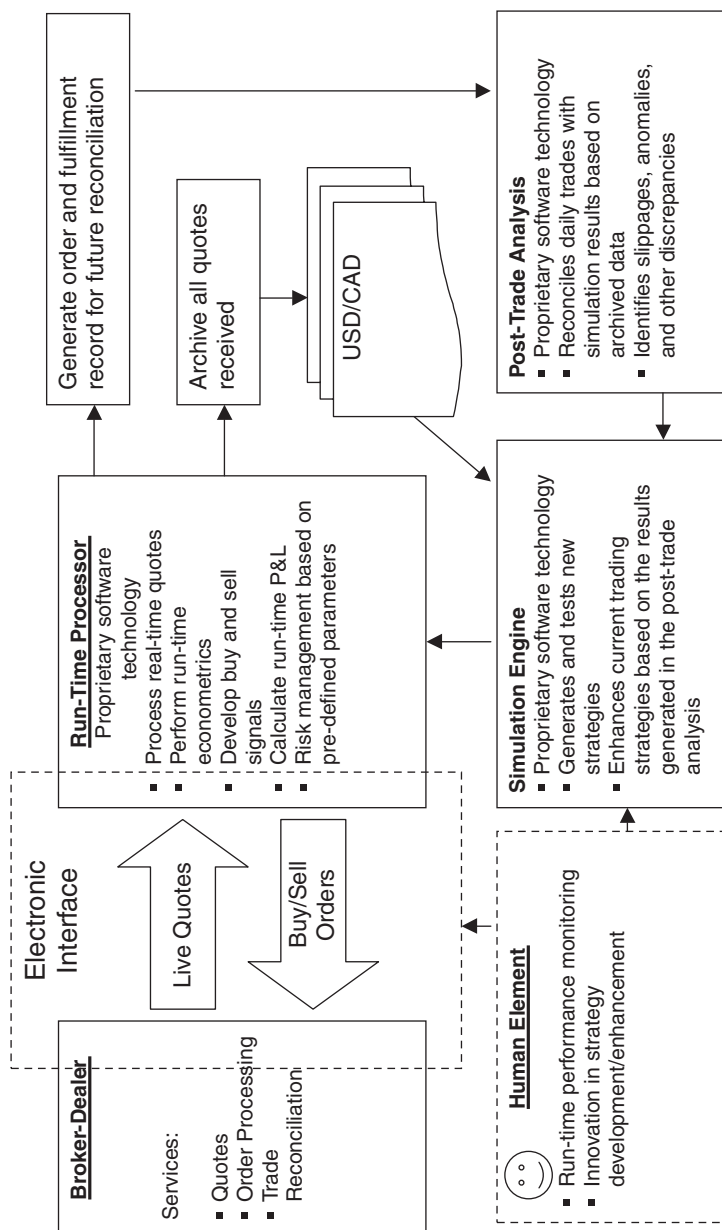 Broker-Dealer
Services:
▪ Quotes
▪ Order Processing
▪ Trade
Reconciliation
Electronic
Interface
Live Quotes
Buy/Sell
Orders
Run-Time Processor
Proprietary software
technology
▪ Process real-time quotes
▪ Perform run-time
econometrics
▪ Develop buy and sell
signals
▪ Calculate run-time P&L
▪ Risk management based on
pre-defined parameters
Generate order and fulfillment
record for future reconciliation
Archive all quotes
received
USD/CAD
Human Element
▪ Run-time performance monitoring
▪ Innovation in strategy
development/enhancement
Simulation Engine
▪ Proprietary software technology
▪ Generates and tests new
strategies
▪ Enhances current trading
strategies based on the results
generated in the post-trade
analysis
Post-Trade Analysis
▪ Proprietary software technology
▪ Reconciles daily trades with
simulation results based on
archived data
▪ Identifies slippages, anomalies,
and other discrepancies